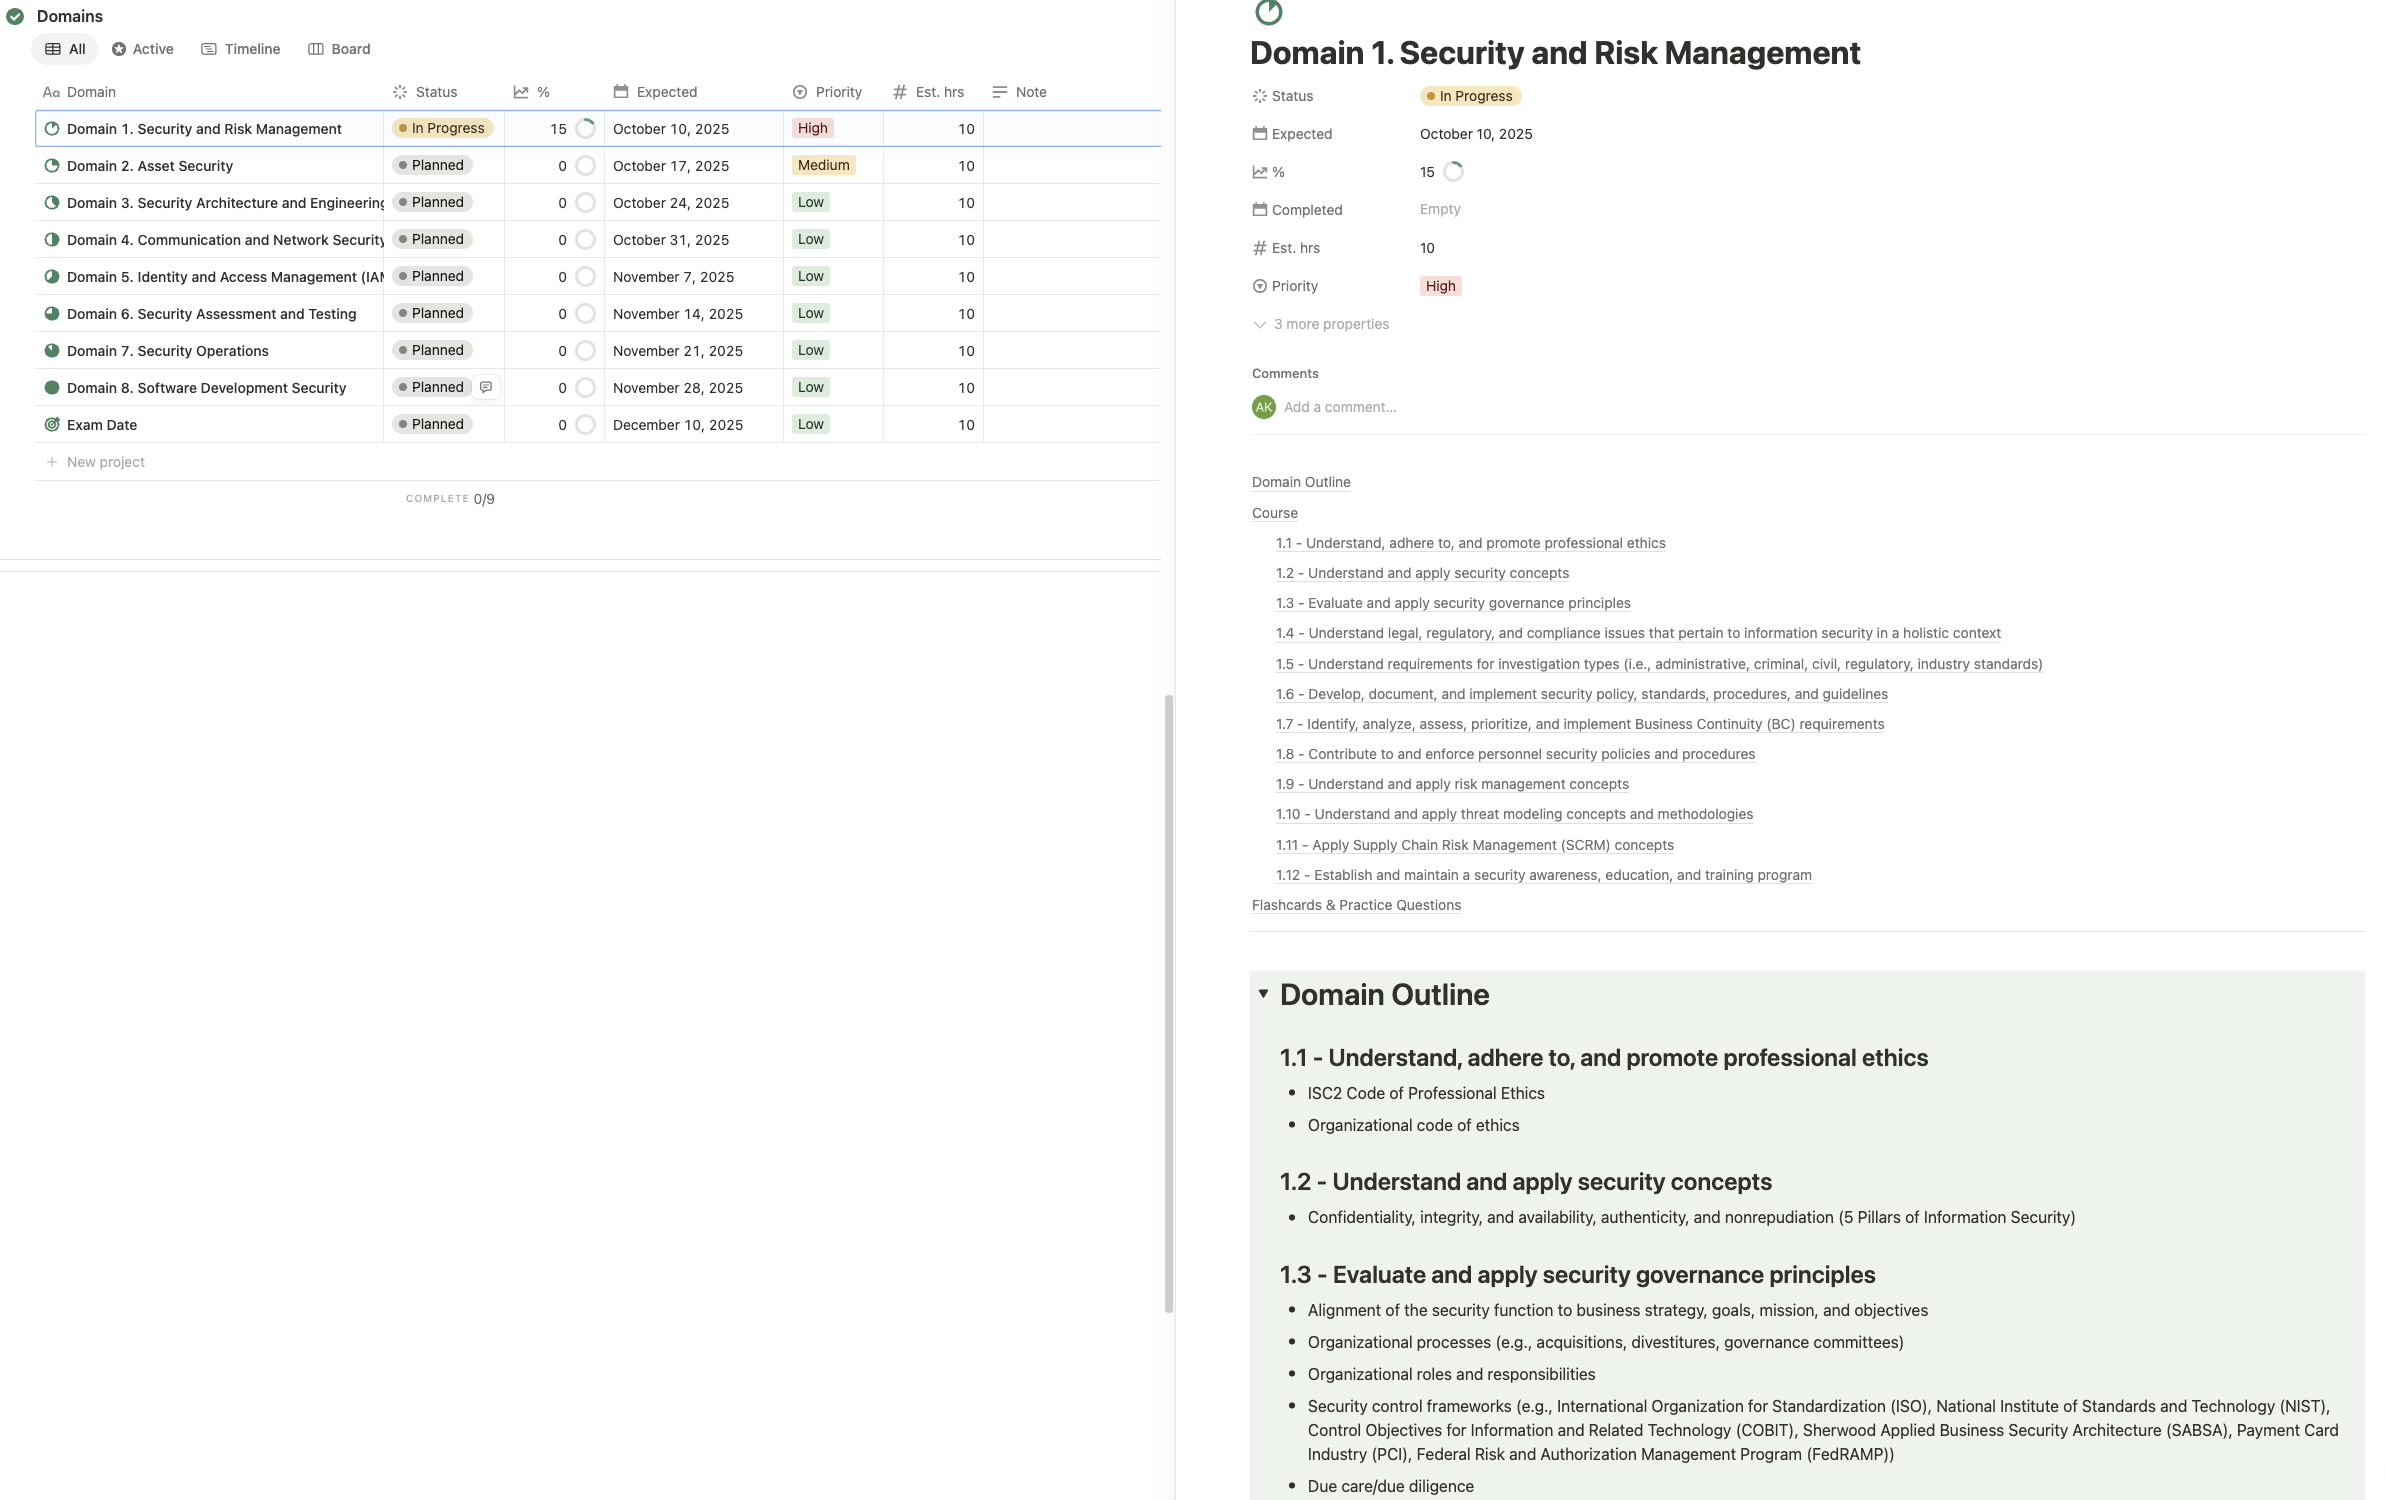 Domains
All Active Timeline Board
Aa Domain Status % Expected Priority # Est. hrs Note
Domain 1. Security and Risk Management In Progress 15 October 10, 2025 High 10
Domain 2. Asset Security Planned 0 October 17, 2025 Medium 10
Domain 3. Security Architecture and Engineering Planned 0 October 24, 2025 Low 10
Domain 4. Communication and Network Security Planned 0 October 31, 2025 Low 10
Domain 5. Identity and Access Management (IAM Planned 0 November 7, 2025 Low 10
Domain 6. Security Assessment and Testing Planned 0 November 14, 2025 Low 10
Domain 7. Security Operations Planned 0 November 21, 2025 Low 10
Domain 8. Software Development Security Planned 0 November 28, 2025 Low 10
Exam Date Planned 0 December 10, 2025 Low 10
+ New project
COMPLETE 0/9
Domain 1. Security and Risk Management
Status In Progress
Expected October 10, 2025
% 15
Completed Empty
# Est. hrs 10
Priority High
3 more properties
Comments
AK Add a comment...
Domain Outline
Course
1.1 - Understand, adhere to, and promote professional ethics
1.2 - Understand and apply security concepts
1.3 - Evaluate and apply security governance principles
1.4 - Understand legal, regulatory, and compliance issues that pertain to information security in a holistic context
1.5 - Understand requirements for investigation types (i.e., administrative, criminal, civil, regulatory, industry standards)
1.6 - Develop, document, and implement security policy, standards, procedures, and guidelines
1.7 - Identify, analyze, assess, prioritize, and implement Business Continuity (BC) requirements
1.8 - Contribute to and enforce personnel security policies and procedures
1.9 - Understand and apply risk management concepts
1.10 - Understand and apply threat modeling concepts and methodologies
1.11 - Apply Supply Chain Risk Management (SCRM) concepts
1.12 - Establish and maintain a security awareness, education, and training program
Flashcards & Practice Questions
Domain Outline
1.1 - Understand, adhere to, and promote professional ethics
• ISC2 Code of Professional Ethics
• Organizational code of ethics
1.2 - Understand and apply security concepts
• Confidentiality, integrity, and availability, authenticity, and nonrepudiation (5 Pillars of Information Security)
1.3 - Evaluate and apply security governance principles
• Alignment of the security function to business strategy, goals, mission, and objectives
• Organizational processes (e.g., acquisitions, divestitures, governance committees)
• Organizational roles and responsibilities
• Security control frameworks (e.g., International Organization for Standardization (ISO), National Institute of Standards and Technology (NIST),
Control Objectives for Information and Related Technology (COBIT), Sherwood Applied Business Security Architecture (SABSA), Payment Card
Industry (PCI), Federal Risk and Authorization Management Program (FedRAMP))
• Due care/due diligence